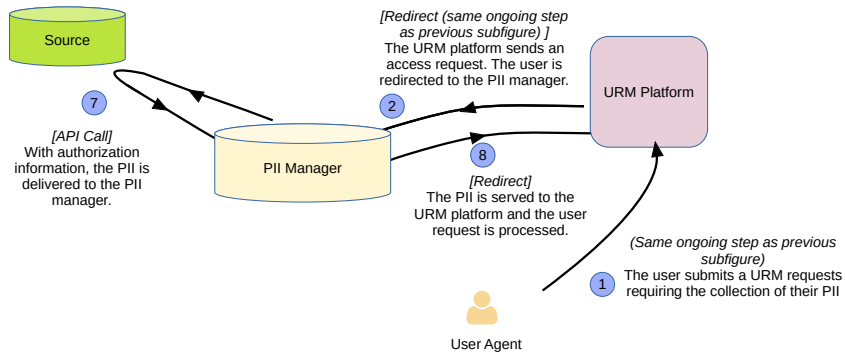 Source
7
[API Call]
With authorization
information, the PII is
delivered to the PII
manager.
PII Manager
[Redirect (same ongoing step
as previous subfigure) ]
The URM platform sends an
access request. The user is
redirected to the PII manager.
2
URM Platform
8
[Redirect]
The PII is served to the
URM platform and the user
request is processed.
(Same ongoing step as previous
subfigure)
1
The user submits a URM requests
requiring the collection of their PII
User Agent